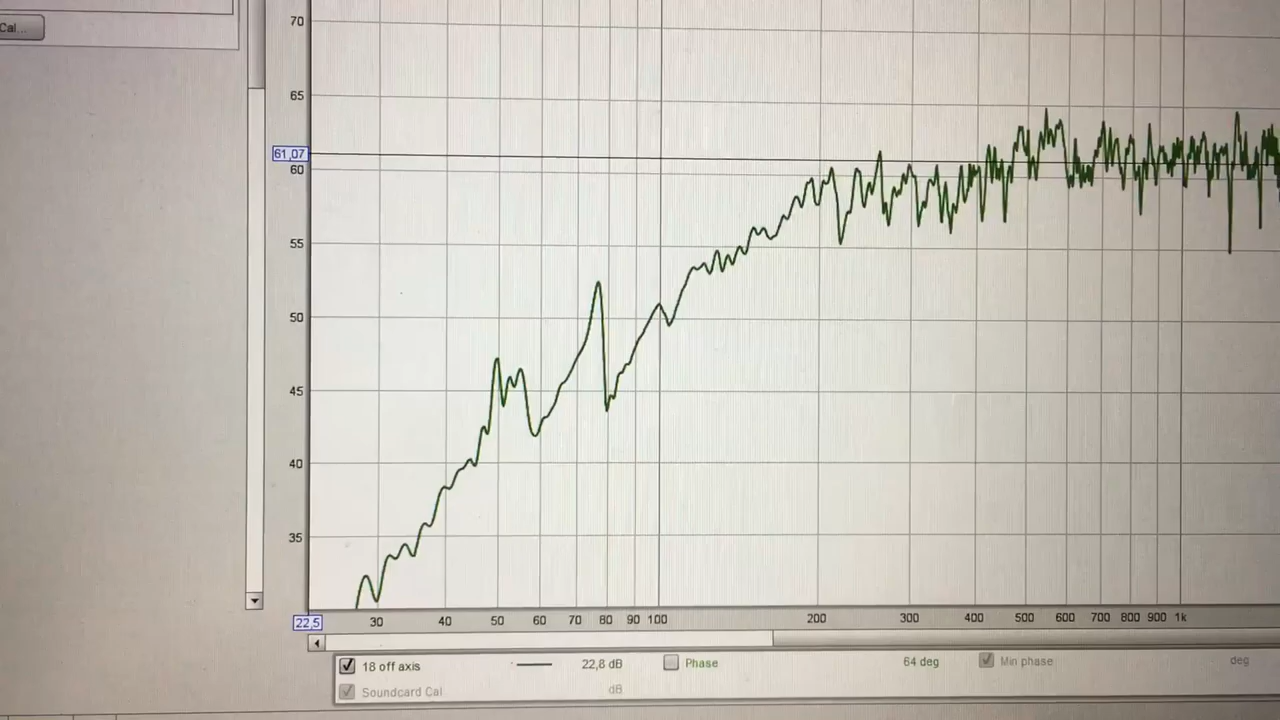 Cal...
70
65
61,07
60
55
50
45
40
35
22,5
30 40 50 60 70 80 90 100 200 300 400 500 600 700 800 900 1k
18 off axis 22,8 dB Phase 64 deg Min phase deg
Soundcard Cal dB